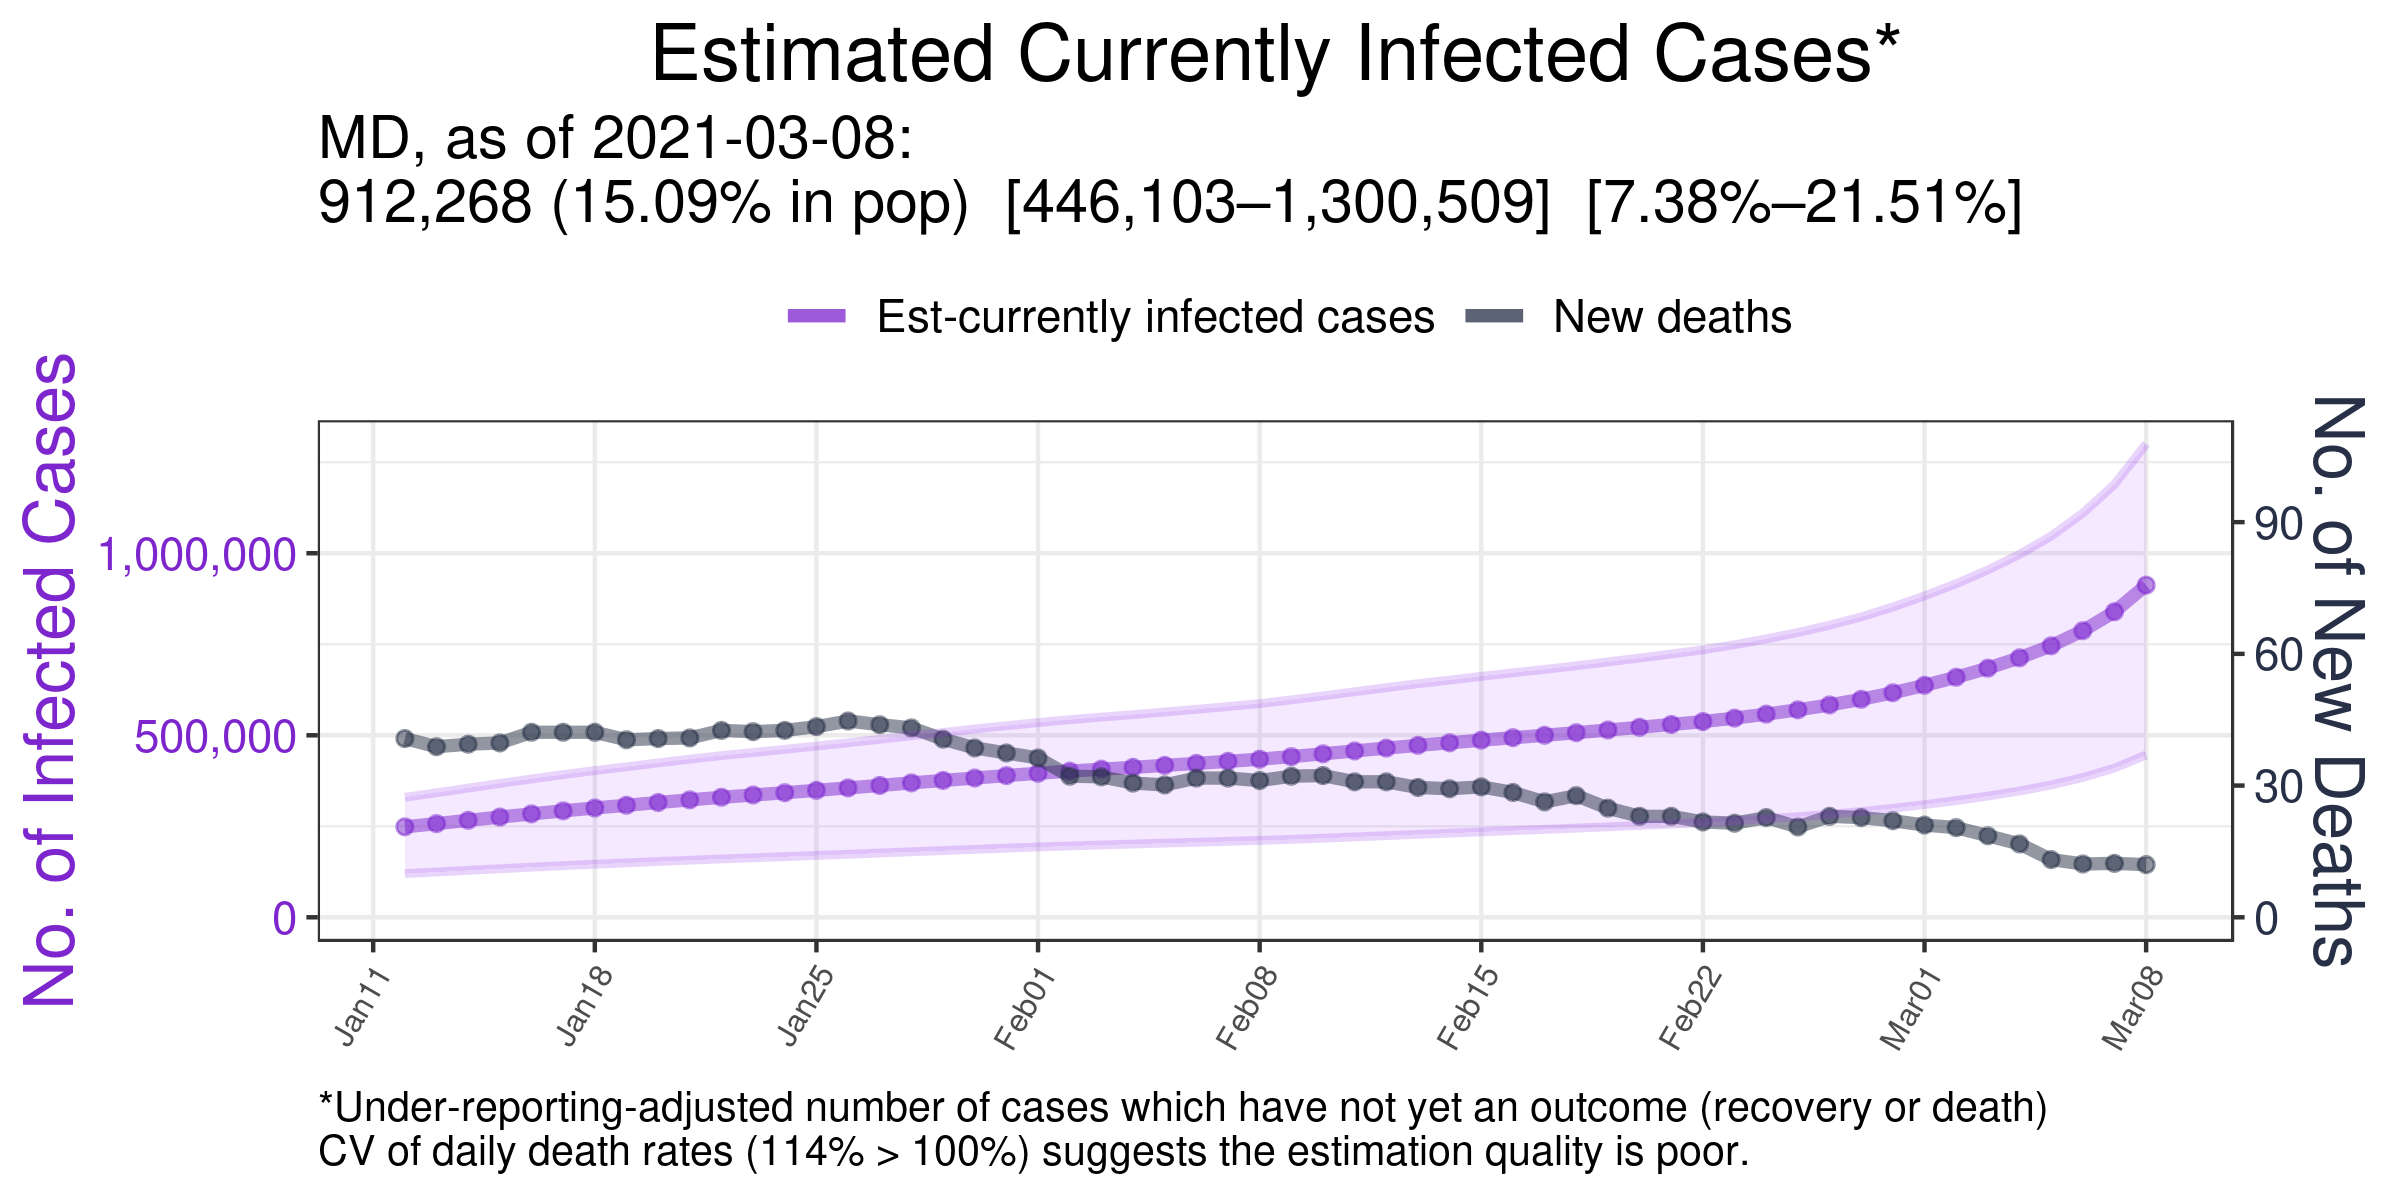 Estimated Currently Infected Cases*
MD, as of 2021-03-08:
912,268 (15.09% in pop)  [446,103–1,300,509]  [7.38%–21.51%]
Est-currently infected cases
New deaths
No. of Infected Cases
1,000,000
500,000
0
No. of New Deaths
90
60
30
0
Jan11
Jan18
Jan25
Feb01
Feb08
Feb15
Feb22
Mar01
Mar08
*Under-reporting-adjusted number of cases which have not yet an outcome (recovery or death)
CV of daily death rates (114% > 100%) suggests the estimation quality is poor.